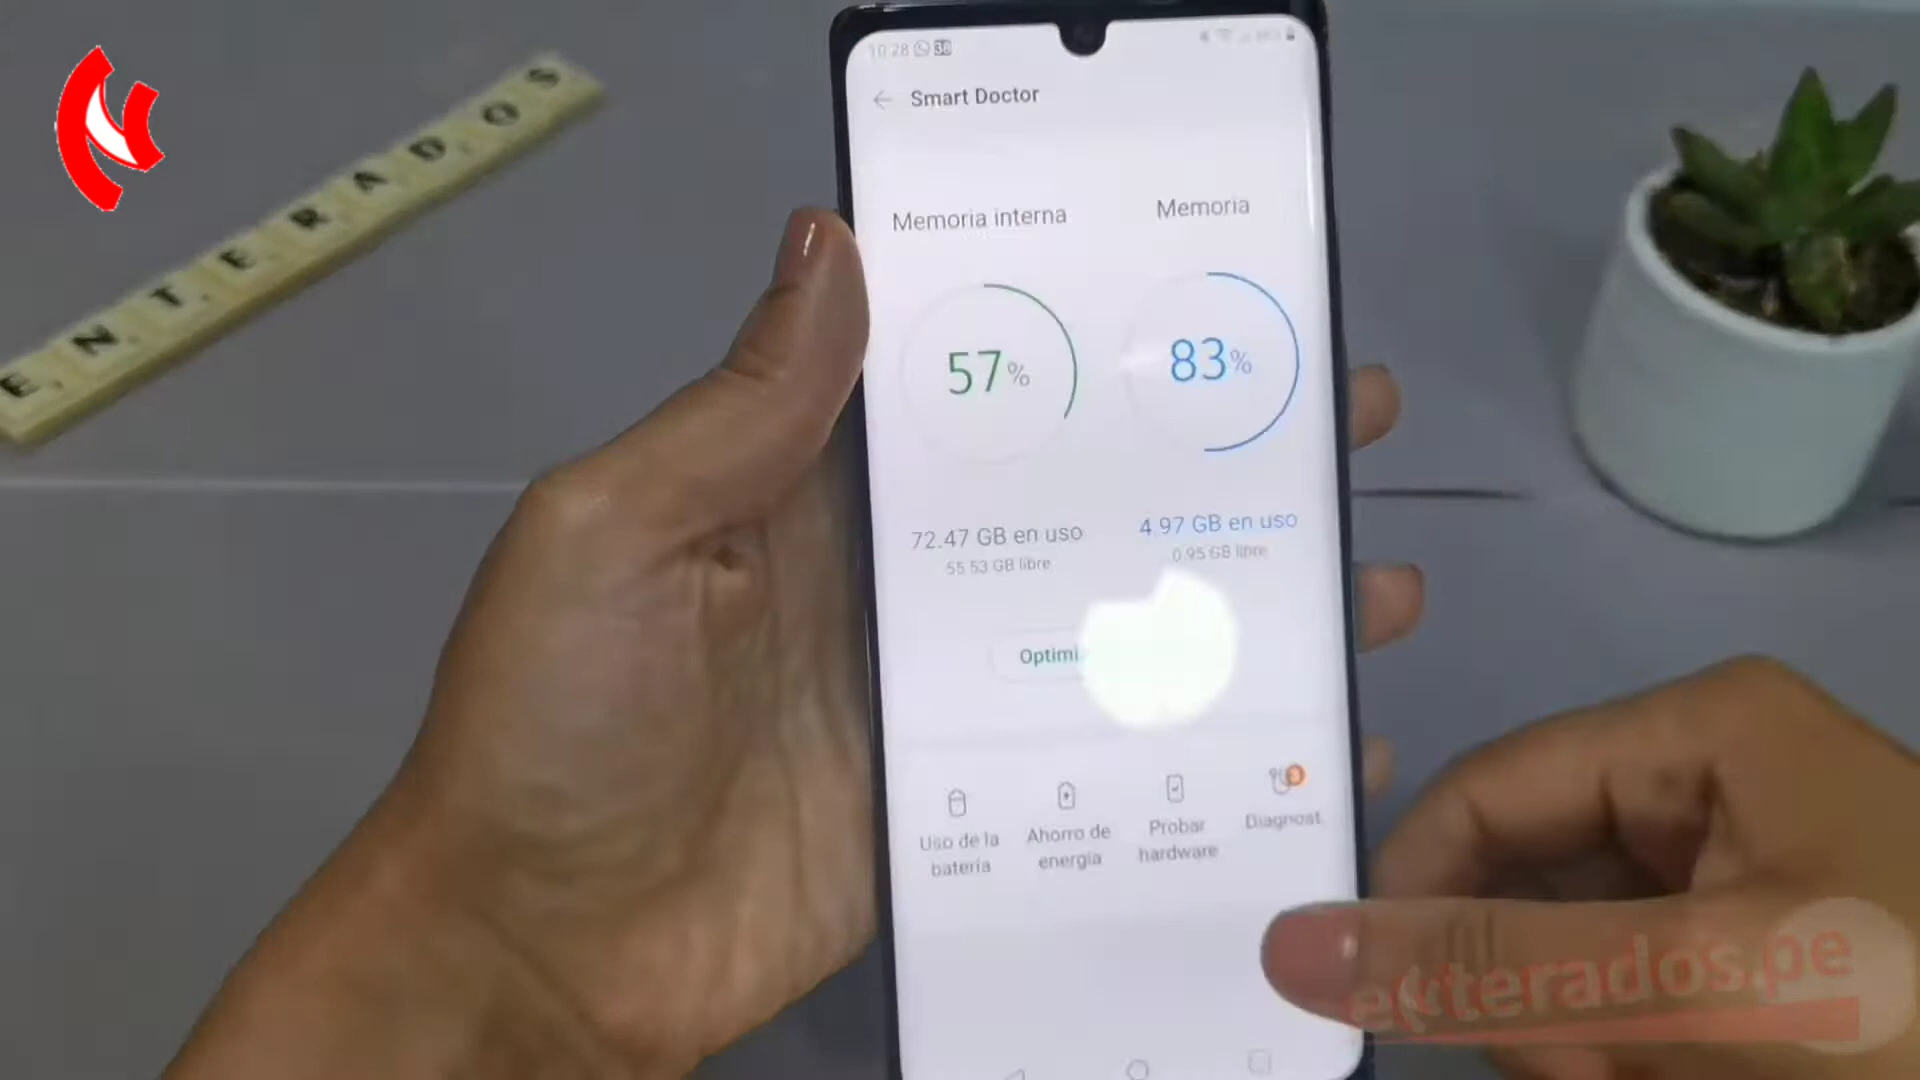 E N T E R A D O S
10:28
Smart Doctor
Memoria interna
Memoria
57%
83%
72.47 GB en uso
55.53 GB libre
4.97 GB en uso
0.95 GB libre
Optimi
Uso de la
batería
Ahorro de
energía
Probar
hardware
Diagnost.
enterados.pe